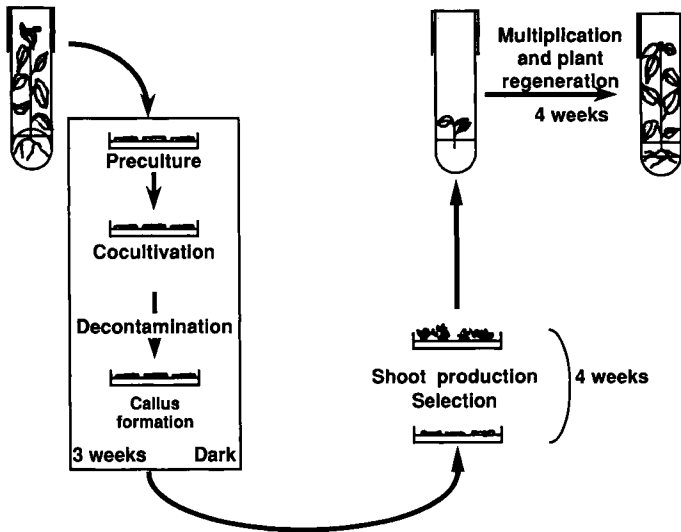 Preculture
Cocultivation
Decontamination
Callus
formation
3 weeks Dark
Shoot production
Selection
4 weeks
Multiplication
and plant
regeneration
4 weeks